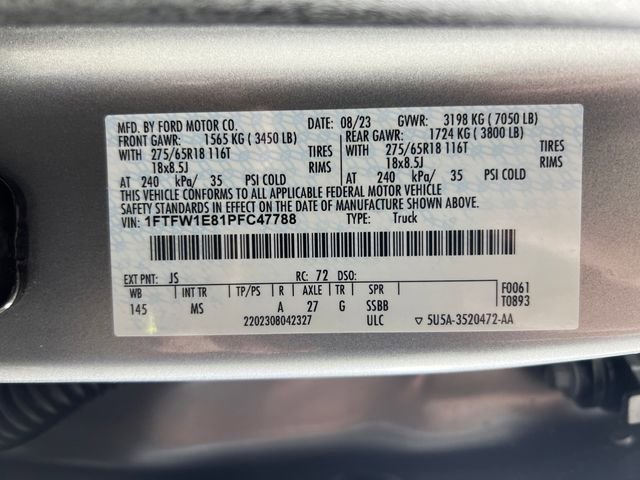 MFD. BY FORD MOTOR CO. DATE: 08/23 GVWR: 3198 KG ( 7050 LB)
FRONT GAWR: 1565 KG ( 3450 LB) REAR GAWR: 1724 KG ( 3800 LB)
WITH 275/65R18 116T TIRES WITH 275/65R18 116T TIRES
18x8.5J RIMS 18x8.5J RIMS
AT 240 kPa/ 35 PSI COLD AT 240 kPa/ 35 PSI COLD
THIS VEHICLE CONFORMS TO ALL APPLICABLE FEDERAL MOTOR VEHICLE
SAFETY STANDARDS IN EFFECT ON THE DATE OF MANUFACTURE SHOWN ABOVE.
VIN: 1FTFW1E81PFC47788 TYPE: Truck
EXT PNT: JS RC: 72 DSO:
WB INT TR TP/PS R AXLE TR SPR F0061
145 MS A 27 G SSBB T0893
2202308042327 ULC ▽ 5U5A-3520472-AA